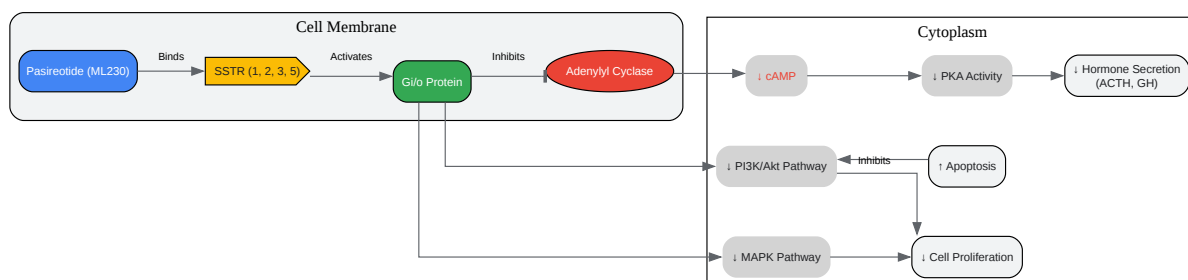 Cell Membrane
Cytoplasm
Pasireotide (ML230)
Binds
SSTR (1, 2, 3, 5)
Activates
Gi/o Protein
Inhibits
Adenylyl Cyclase
↓ cAMP
↓ PKA Activity
↓ Hormone Secretion
(ACTH, GH)
↓ PI3K/Akt Pathway
Inhibits
↑ Apoptosis
↓ MAPK Pathway
↓ Cell Proliferation